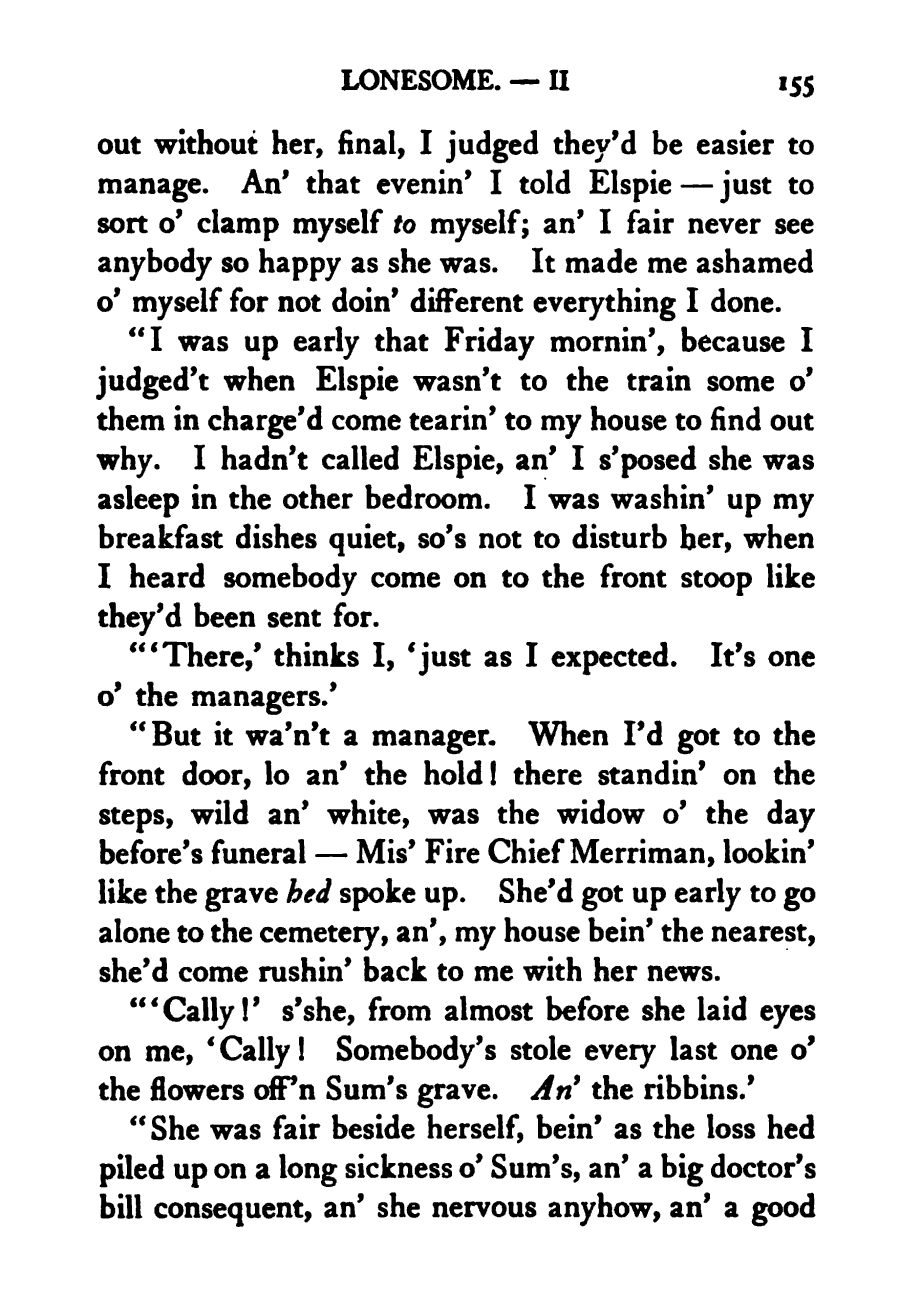 LONESOME. — II 155
out without her, final, I judged they'd be easier to
manage. An' that evenin' I told Elspie — just to
sort o' clamp myself to myself; an' I fair never see
anybody so happy as she was. It made me ashamed
o' myself for not doin' different everything I done.
"I was up early that Friday mornin', because I
judged't when Elspie wasn't to the train some o'
them in charge'd come tearin' to my house to find out
why. I hadn't called Elspie, an' I s'posed she was
asleep in the other bedroom. I was washin' up my
breakfast dishes quiet, so's not to disturb her, when
I heard somebody come on to the front stoop like
they'd been sent for.
"'There,' thinks I, 'just as I expected. It's one
o' the managers.'
"But it wa'n't a manager. When I'd got to the
front door, lo an' the hold! there standin' on the
steps, wild an' white, was the widow o' the day
before's funeral — Mis' Fire Chief Merriman, lookin'
like the grave hed spoke up. She'd got up early to go
alone to the cemetery, an', my house bein' the nearest,
she'd come rushin' back to me with her news.
"'Cally!' s'she, from almost before she laid eyes
on me, 'Cally! Somebody's stole every last one o'
the flowers off'n Sum's grave. An' the ribbins.'
"She was fair beside herself, bein' as the loss hed
piled up on a long sickness o' Sum's, an' a big doctor's
bill consequent, an' she nervous anyhow, an' a good